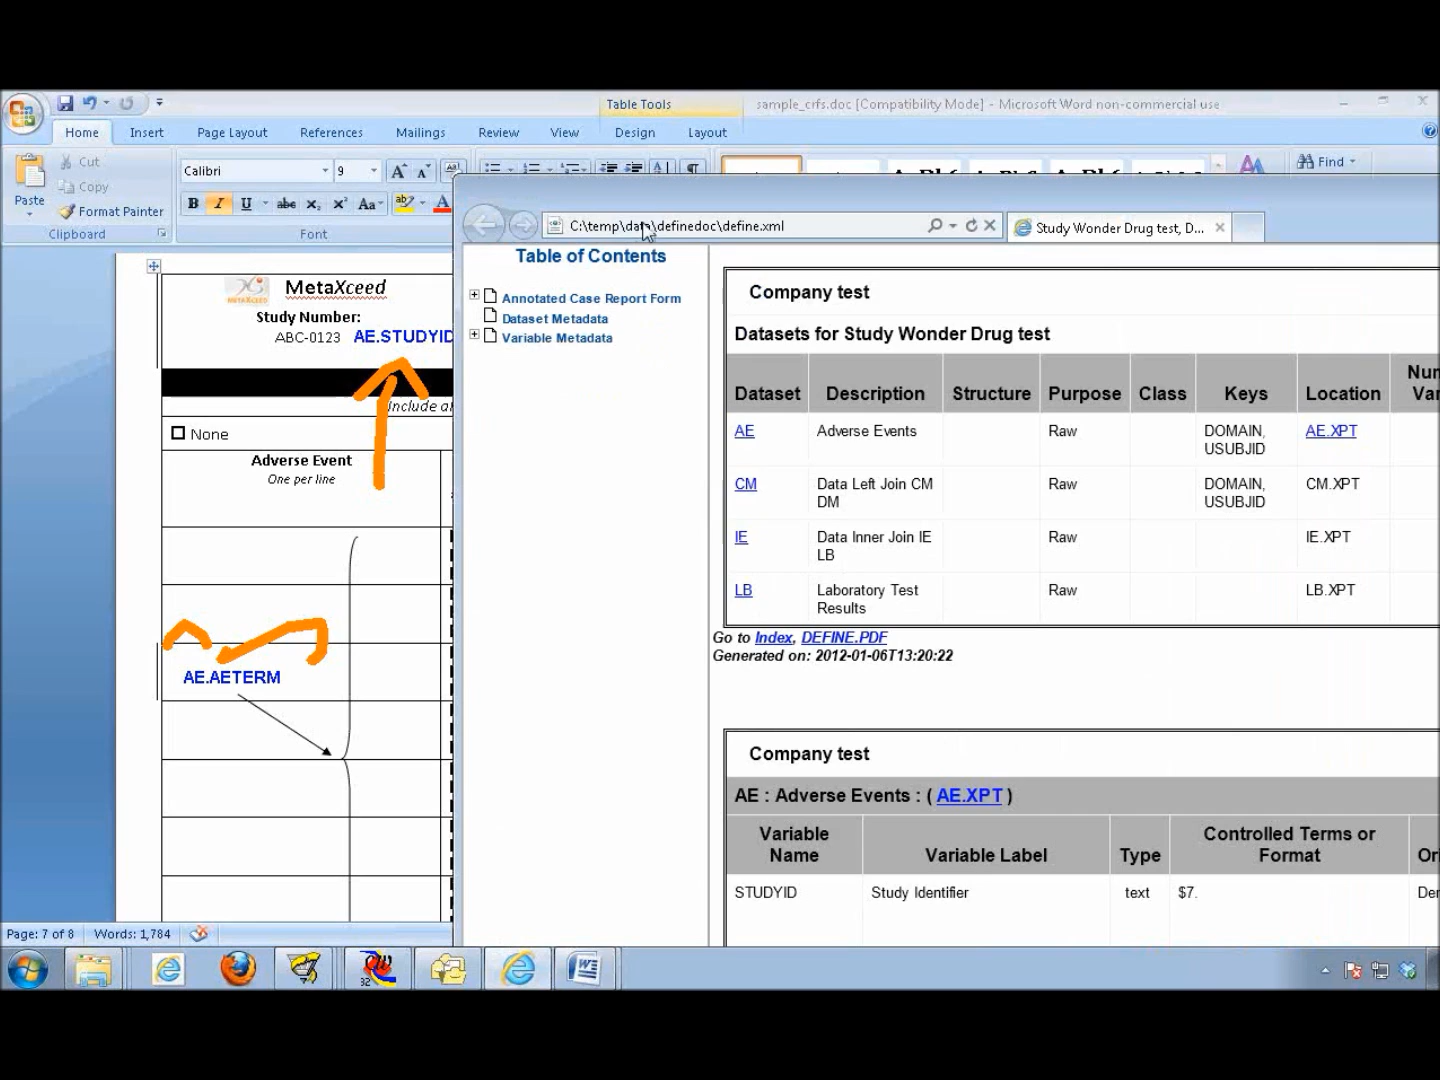 Table Tools
sample_crfs.doc [Compatibility Mode] - Microsoft Word non-commercial use
Home Insert Page Layout References Mailings Review View Design Layout
Paste
Cut
Copy
Format Painter
Clipboard
Calibri 9
B I U abc x₂ x² Aa
Font
Find
C:\temp\data\definedoc\define.xml
Study Wonder Drug test, D...
MetaXceed
METAXCEED
Study Number:
ABC-0123 AE.STUDYID
None
Adverse Event
One per line
AE.AETERM
Table of Contents
Annotated Case Report Form
Dataset Metadata
Variable Metadata
Company test
Datasets for Study Wonder Drug test
Dataset Description Structure Purpose Class Keys Location
AE Adverse Events Raw DOMAIN, USUBJID AE.XPT
CM Data Left Join CM DM Raw DOMAIN, USUBJID CM.XPT
IE Data Inner Join IE LB Raw IE.XPT
LB Laboratory Test Results Raw LB.XPT
Go to Index, DEFINE.PDF
Generated on: 2012-01-06T13:20:22
Company test
AE : Adverse Events : ( AE.XPT )
Variable Name Variable Label Type Controlled Terms or Format
STUDYID Study Identifier text $7.
Page: 7 of 8 Words: 1,784
32